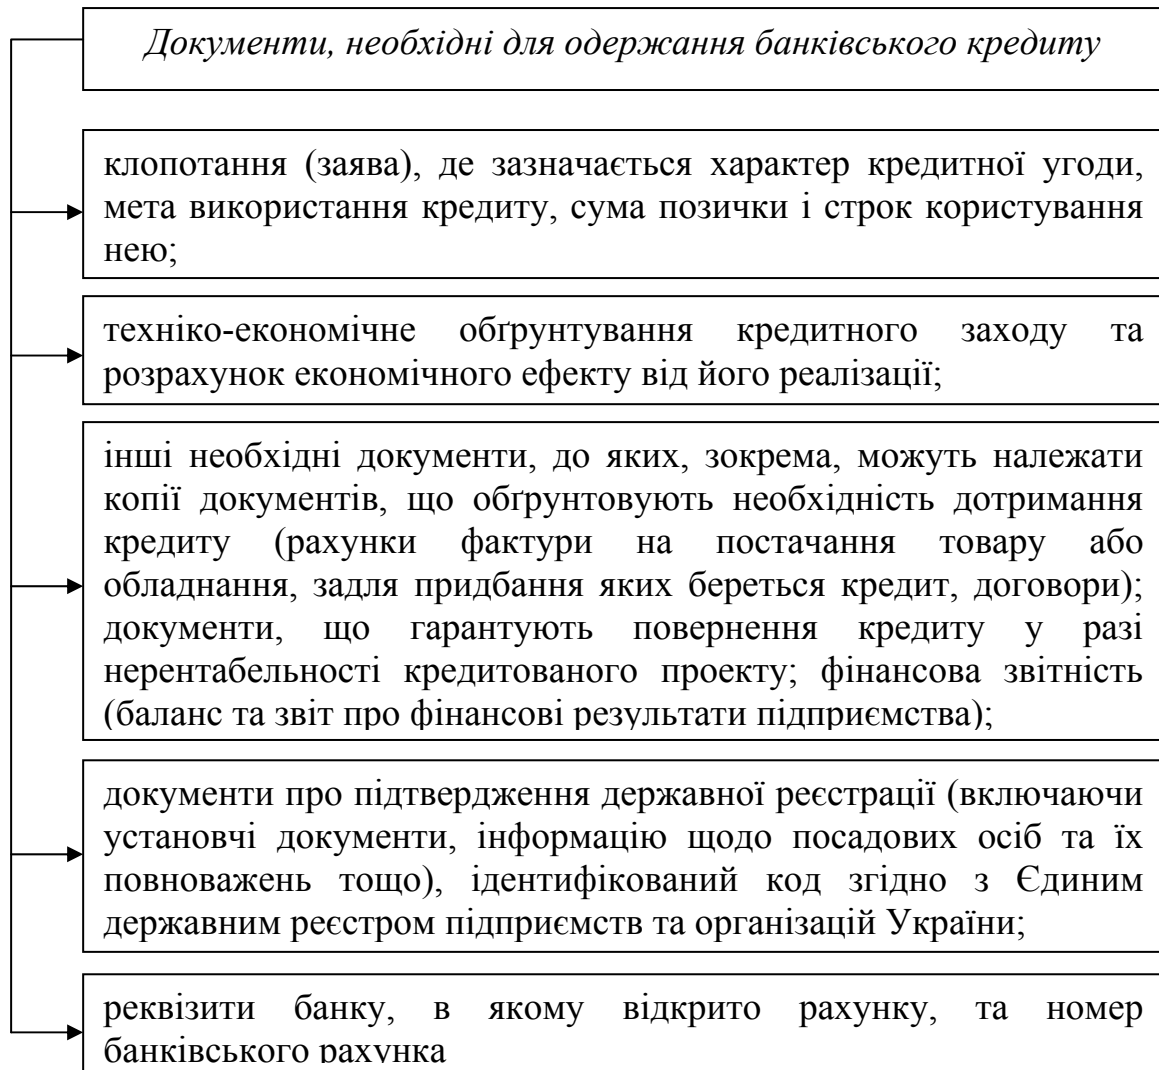 Документи, необхідні для одержання банківського кредиту
клопотання (заява), де зазначається характер кредитної угоди,
мета використання кредиту, сума позички і строк користування
нею;
техніко-економічне обґрунтування кредитного заходу та
розрахунок економічного ефекту від його реалізації;
інші необхідні документи, до яких, зокрема, можуть належати
копії документів, що обґрунтовують необхідність дотримання
кредиту (рахунки фактури на постачання товару або
обладнання, задля придбання яких береться кредит, договори);
документи, що гарантують повернення кредиту у разі
нерентабельності кредитованого проекту; фінансова звітність
(баланс та звіт про фінансові результати підприємства);
документи про підтвердження державної реєстрації (включаючи
установчі документи, інформацію щодо посадових осіб та їх
повноважень тощо), ідентифікований код згідно з Єдиним
державним реєстром підприємств та організацій України;
реквізити банку, в якому відкрито рахунку, та номер
банківського рахунка